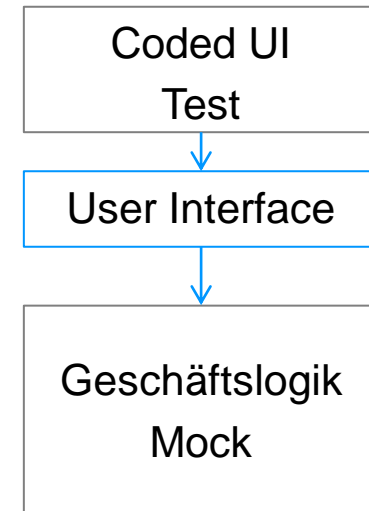 Coded UI
Test
User Interface
Geschäftslogik
Mock